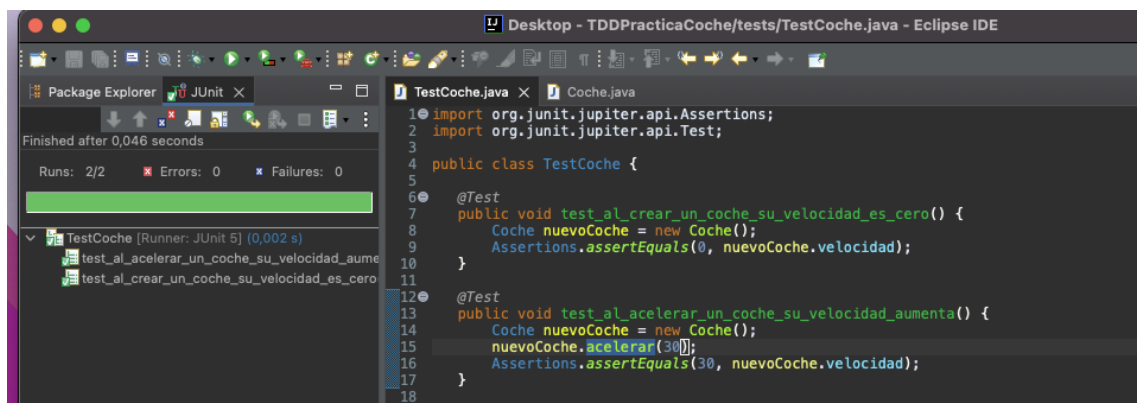 Desktop - TDDPracticaCoche/tests/TestCoche.java - Eclipse IDE
Package Explorer JUnit
Finished after 0,046 seconds
Runs: 2/2 Errors: 0 Failures: 0
TestCoche [Runner: JUnit 5] (0,002 s)
test_al_acelerar_un_coche_su_velocidad_aume
test_al_crear_un_coche_su_velocidad_es_cero
TestCoche.java Coche.java
1 import org.junit.jupiter.api.Assertions;
2 import org.junit.jupiter.api.Test;
3
4 public class TestCoche {
5
6 @Test
7 public void test_al_crear_un_coche_su_velocidad_es_cero() {
8 Coche nuevoCoche = new Coche();
9 Assertions.assertEquals(0, nuevoCoche.velocidad);
10 }
11
12 @Test
13 public void test_al_acelerar_un_coche_su_velocidad_aumenta() {
14 Coche nuevoCoche = new Coche();
15 nuevoCoche.acelerar(30);
16 Assertions.assertEquals(30, nuevoCoche.velocidad);
17 }
18